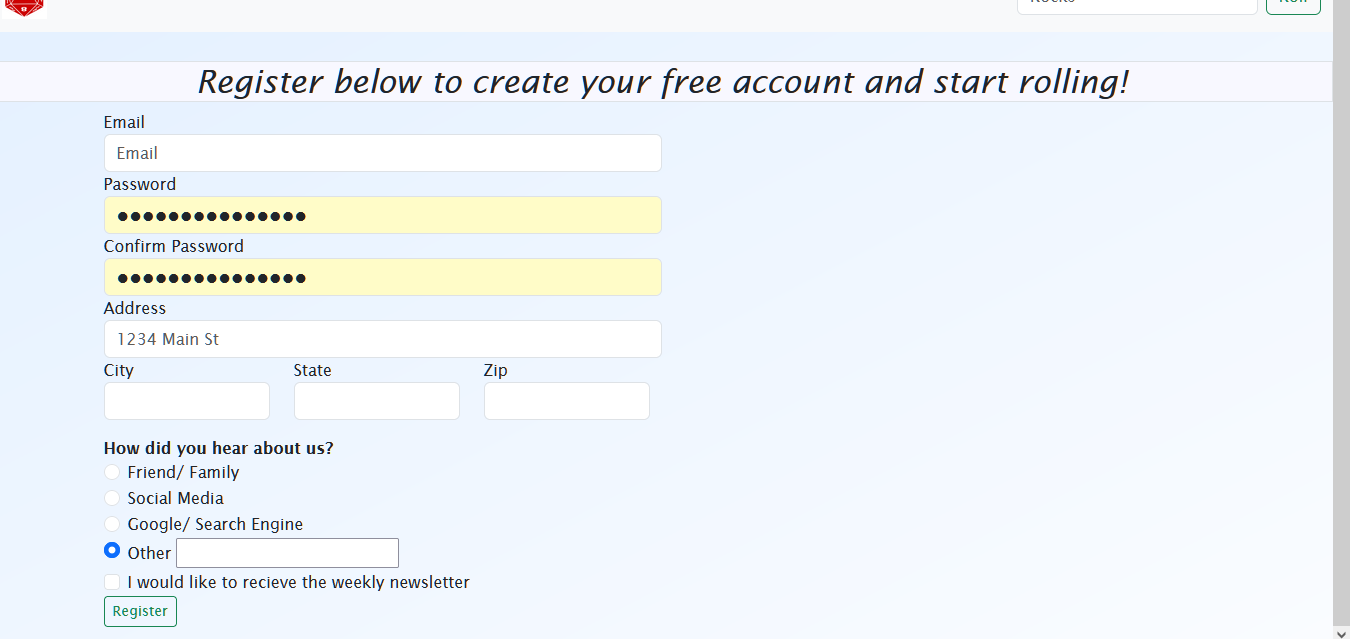 Register below to create your free account and start rolling!
Email
Email
Password
●●●●●●●●●●●●●●●
Confirm Password
●●●●●●●●●●●●●●●
Address
1234 Main St
City State Zip
How did you hear about us?
Friend/ Family
Social Media
Google/ Search Engine
Other
I would like to recieve the weekly newsletter
Register